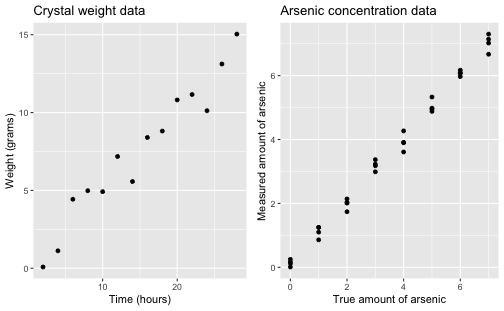 Crystal weight data
Weight (grams)
15
10
5
0
10
20
Time (hours)
Arsenic concentration data
Measured amount of arsenic
6
4
2
0
0
2
4
6
True amount of arsenic